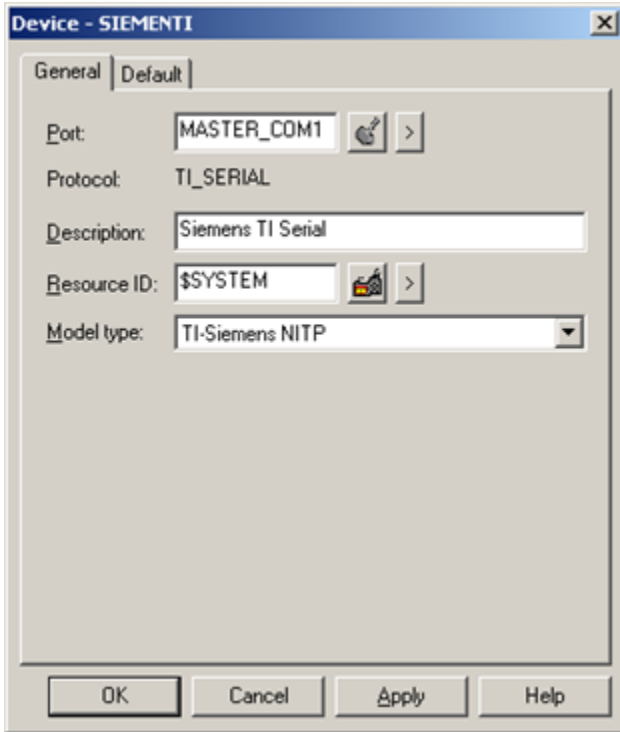 Device - SIEMENTI
General Default
Port: MASTER_COM1 >
Protocol: TI_SERIAL
Description: Siemens TI Serial
Resource ID: $SYSTEM >
Model type: TI-Siemens NITP
OK Cancel Apply Help